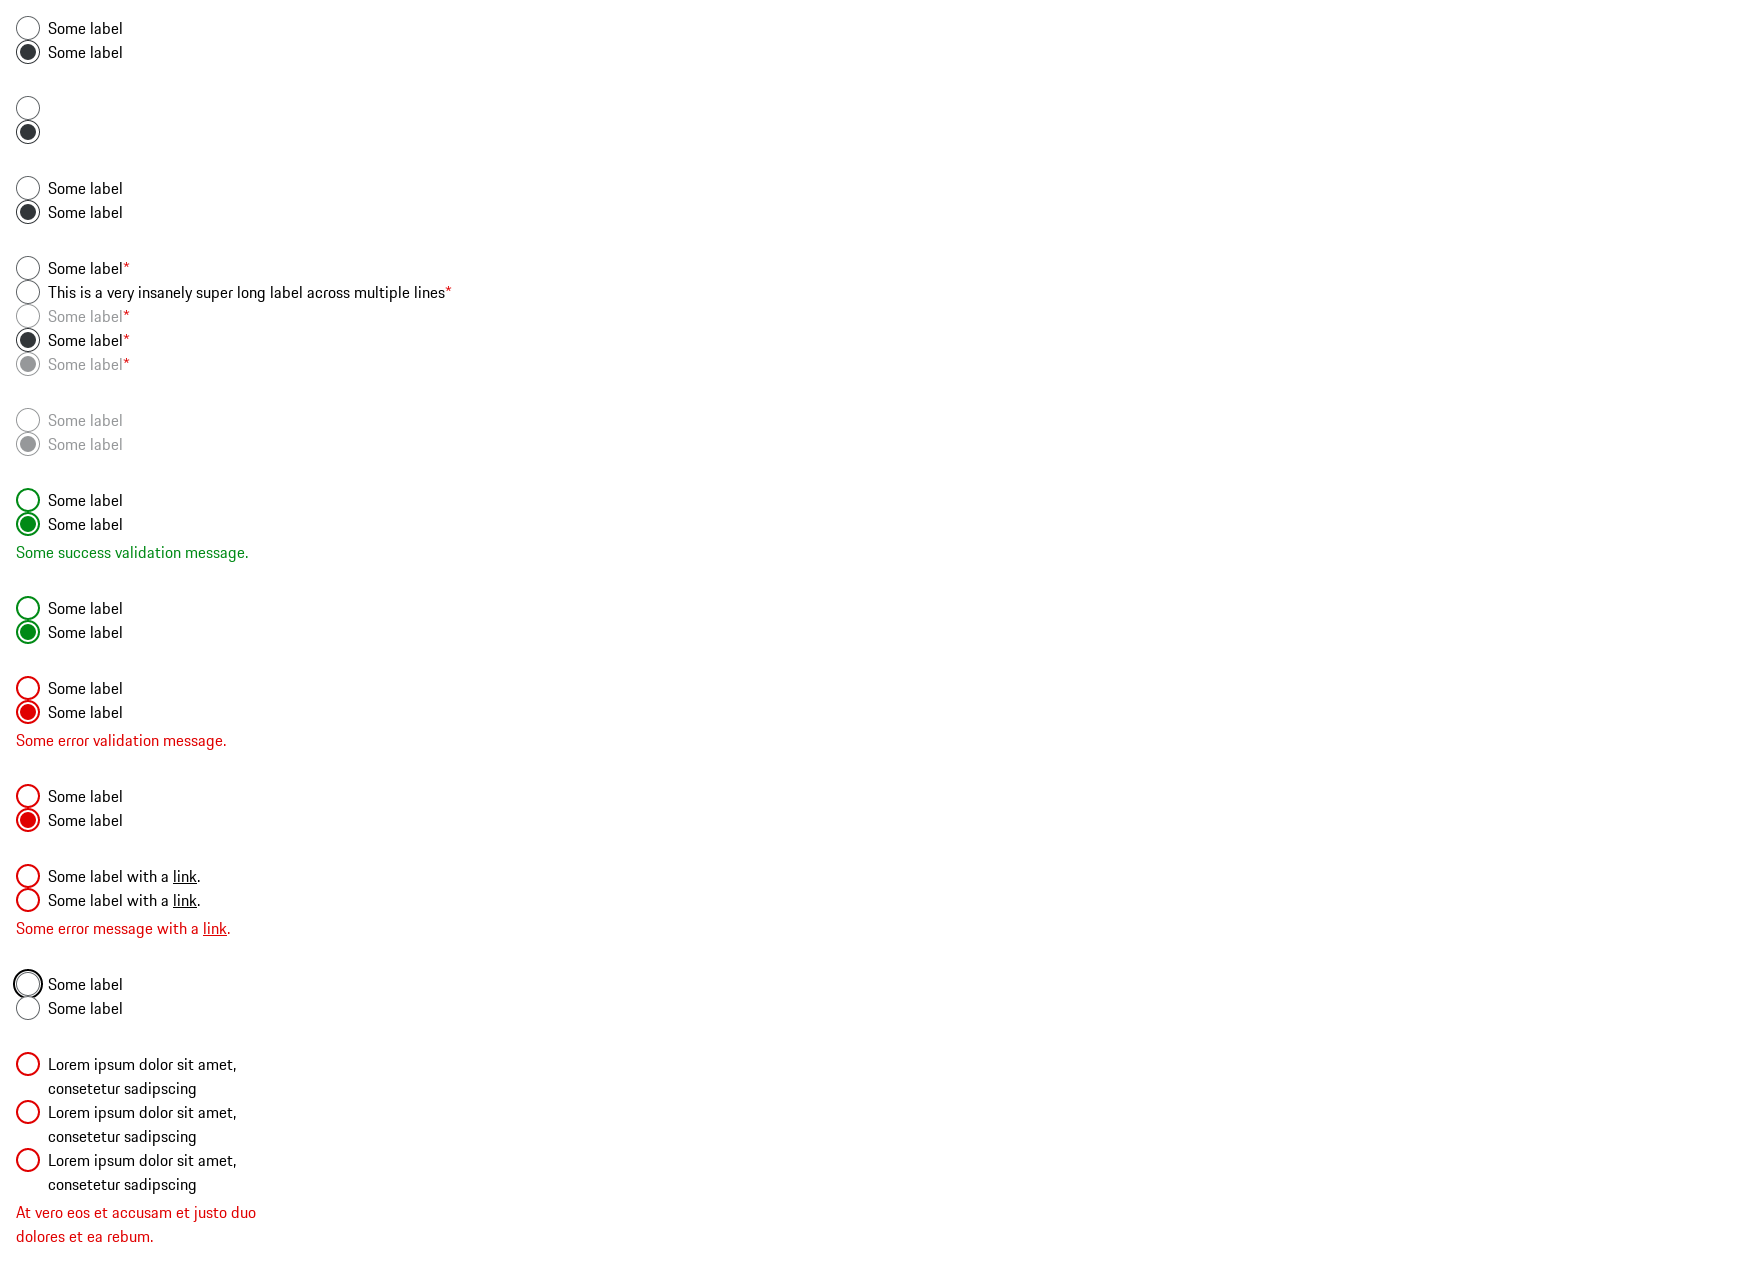 Some label
Some label
Some label
Some label
Some label*
This is a very insanely super long label across multiple lines*
Some label*
Some label*
Some label*
Some label
Some label
Some label
Some label
Some success validation message.
Some label
Some label
Some label
Some label
Some error validation message.
Some label
Some label
Some label with a link.
Some label with a link.
Some error message with a link.
Some label
Some label
Lorem ipsum dolor sit amet,
consetetur sadipscing
Lorem ipsum dolor sit amet,
consetetur sadipscing
Lorem ipsum dolor sit amet,
consetetur sadipscing
At vero eos et accusam et justo duo
dolores et ea rebum.